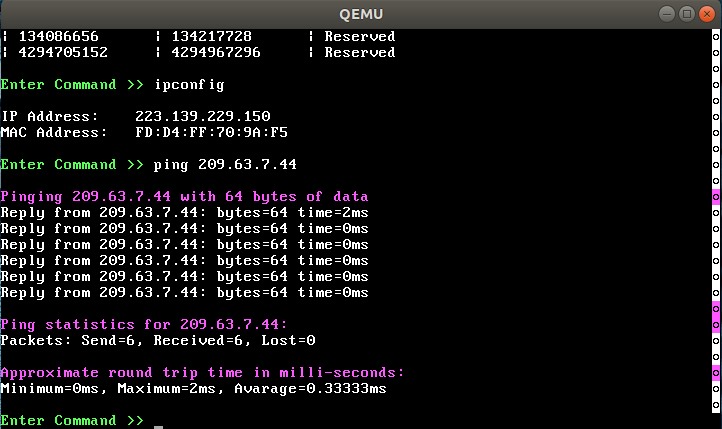 QEMU
¦ 134086656 ¦ 134217728 ¦ Reserved
¦ 4294705152 ¦ 4294967296 ¦ Reserved
Enter Command >> ipconfig
IP Address: 223.139.229.150
MAC Address: FD:D4:FF:70:9A:F5
Enter Command >> ping 209.63.7.44
Pinging 209.63.7.44 with 64 bytes of data
Reply from 209.63.7.44: bytes=64 time=2ms
Reply from 209.63.7.44: bytes=64 time=0ms
Reply from 209.63.7.44: bytes=64 time=0ms
Reply from 209.63.7.44: bytes=64 time=0ms
Reply from 209.63.7.44: bytes=64 time=0ms
Reply from 209.63.7.44: bytes=64 time=0ms
Ping statistics for 209.63.7.44:
Packets: Send=6, Received=6, Lost=0
Approximate round trip time in milli-seconds:
Minimum=0ms, Maximum=2ms, Avarage=0.33333ms
Enter Command >> _